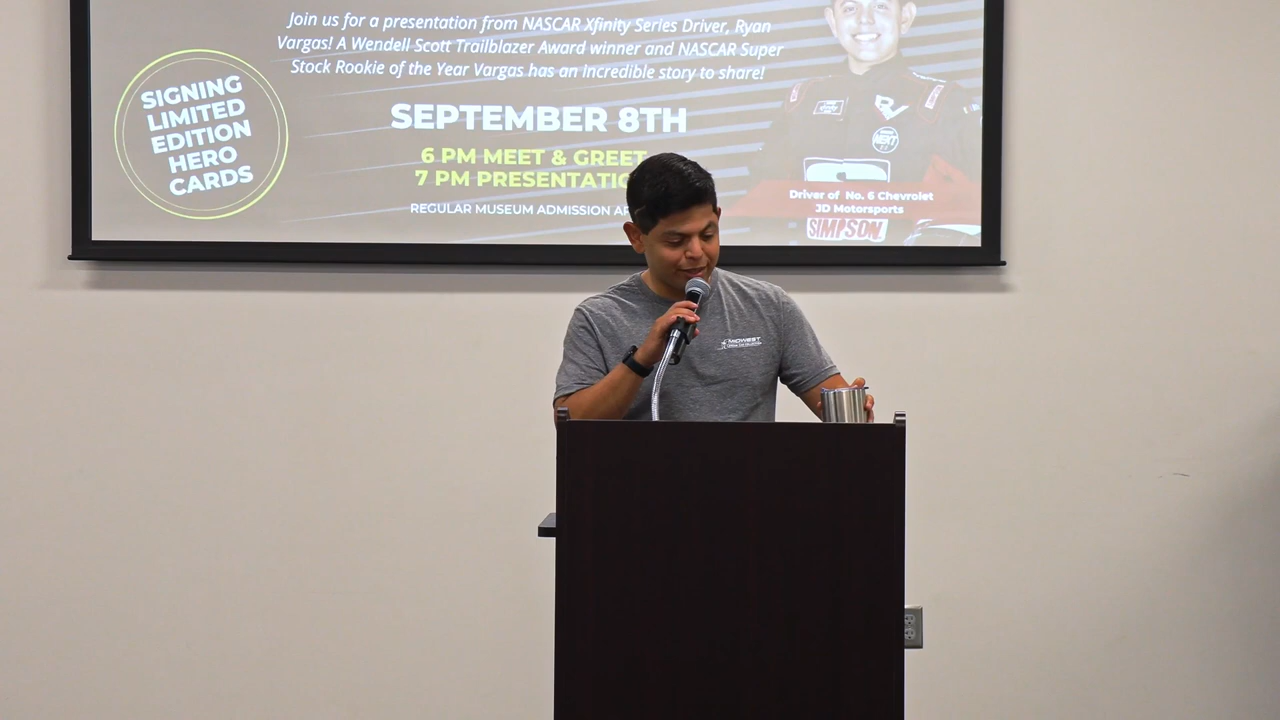 Join us for a presentation from NASCAR Xfinity Series Driver, Ryan
Vargas! A Wendell Scott Trailblazer Award winner and NASCAR Super
Stock Rookie of the Year Vargas has an incredible story to share!
SIGNING
LIMITED
EDITION
HERO
CARDS
SEPTEMBER 8TH
6 PM MEET & GREET
7 PM PRESENTATIO
REGULAR MUSEUM ADMISSION AP
Driver of No. 6 Chevrolet
JD Motorsports
SIMPSON
MIDWEST